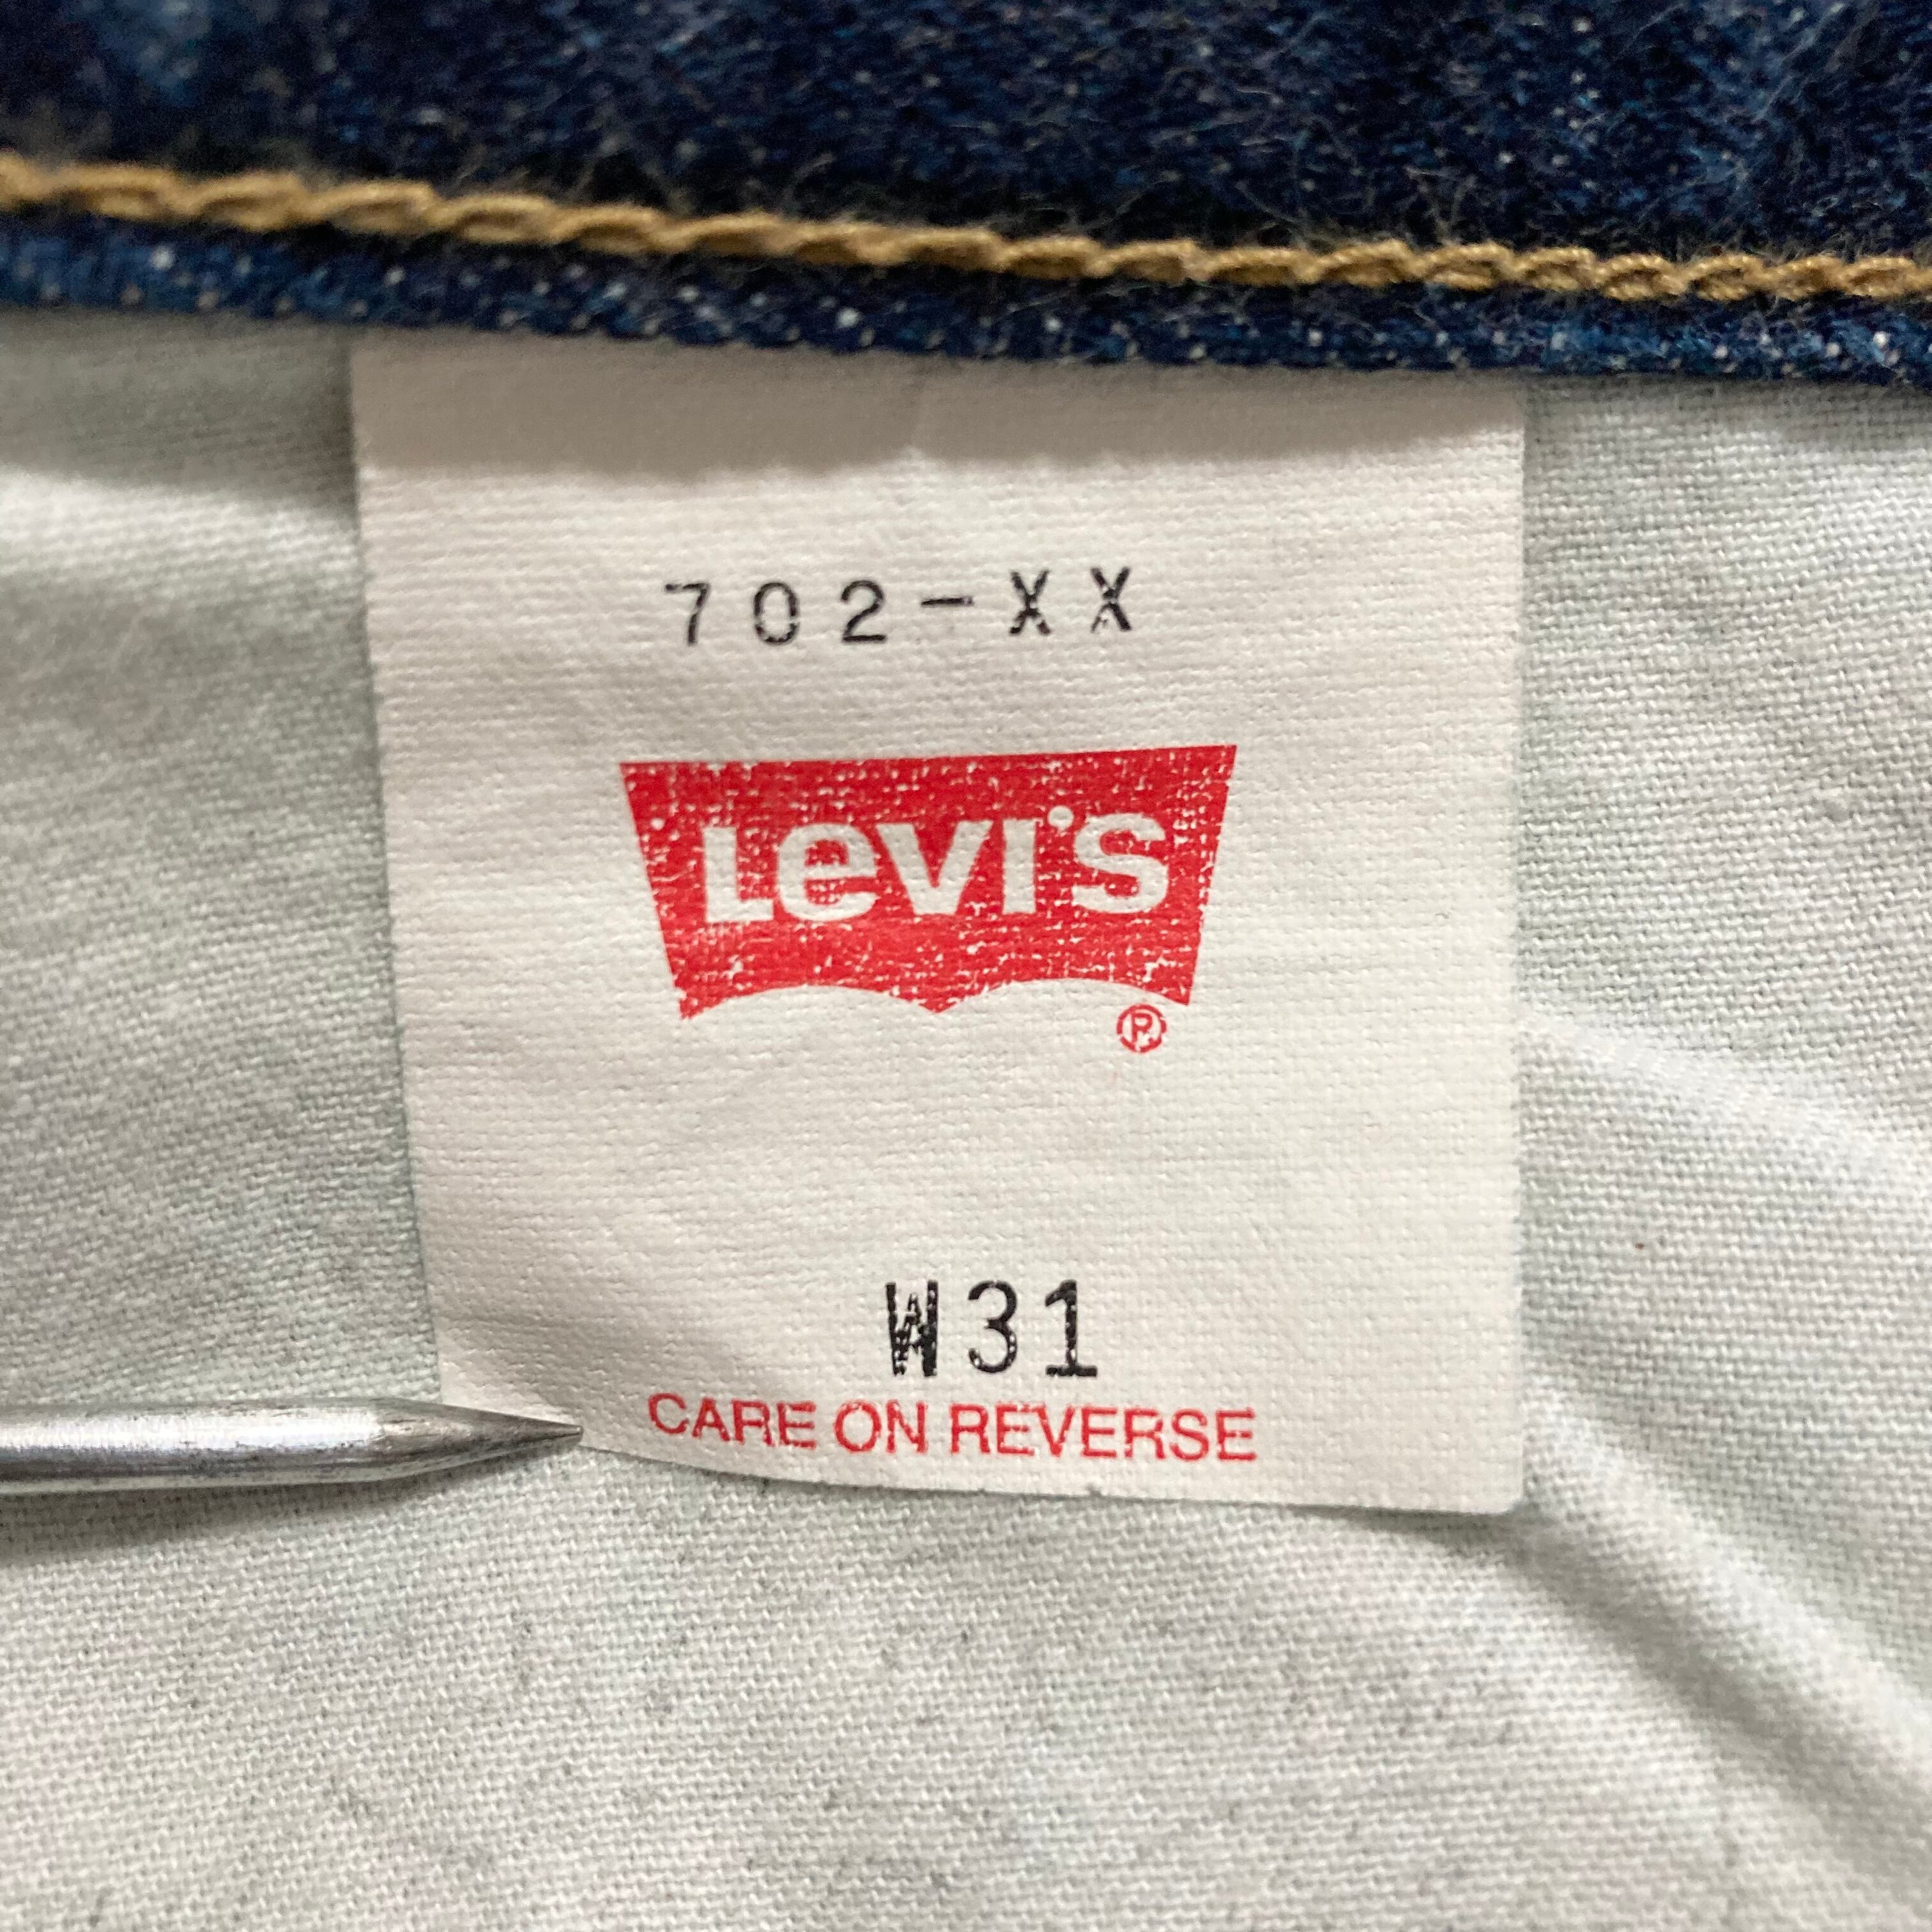 702-XX
Levi's
®
W31
CARE ON REVERSE